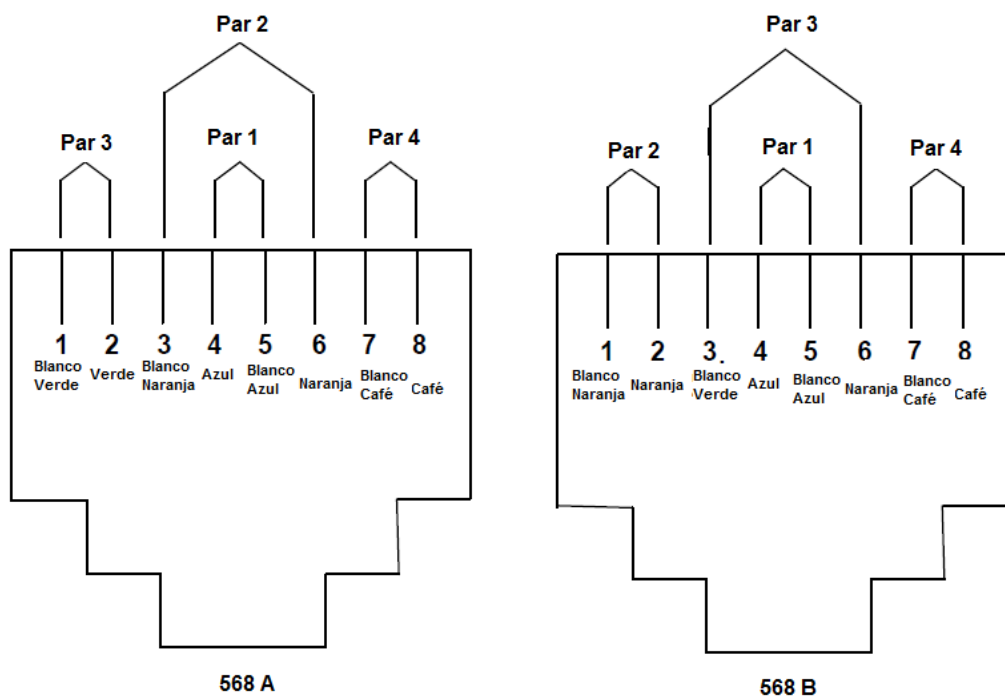 Par 2
Par 3
Par 1
Par 4
1 2 3 4 5 6 7 8
Blanco Verde
Verde
Blanco Naranja
Azul
Blanco Azul
Naranja
Blanco Café
Café
568 A
Par 3
Par 2
Par 1
Par 4
1 2 3. 4 5 6 7 8
Blanco Naranja
Naranja
Blanco Verde
Azul
Blanco Azul
Naranja
Blanco Café
Café
568 B